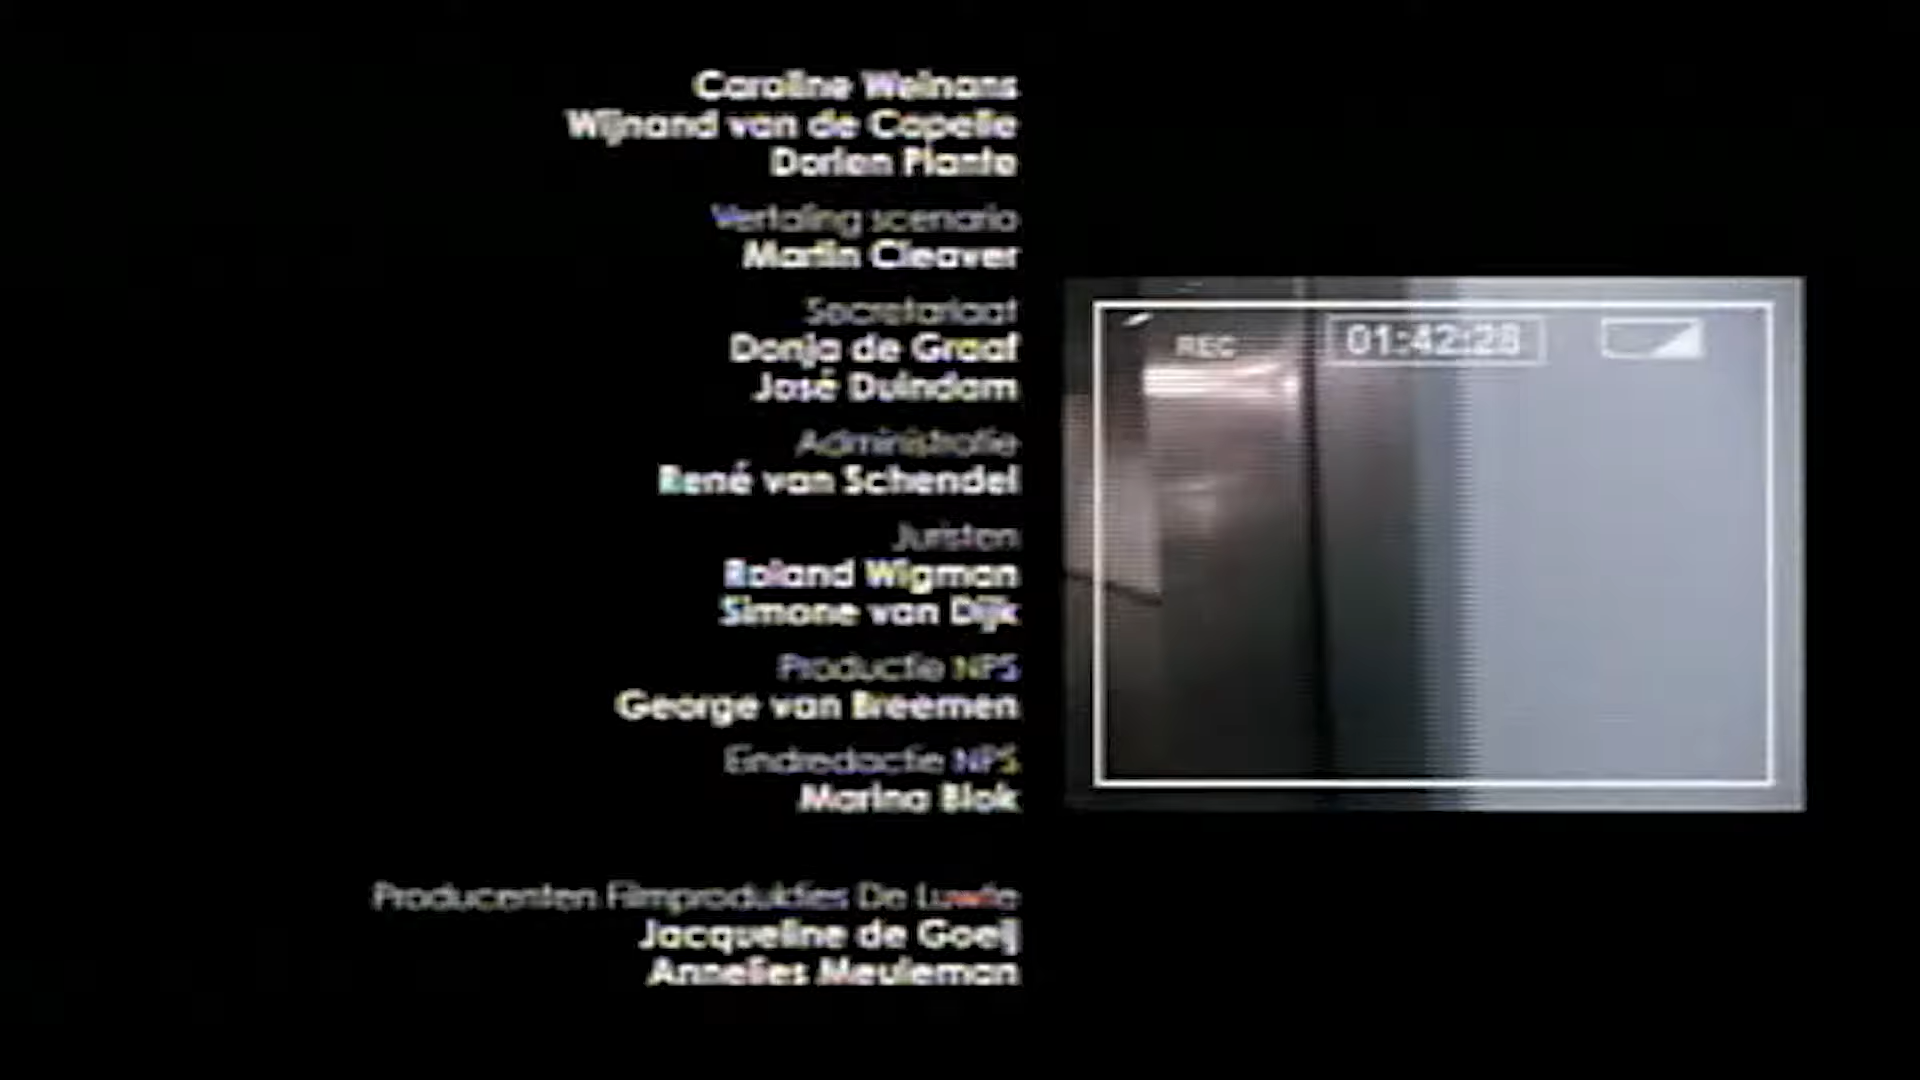 Caroline Weinans
Wijnand van de Capelle
Dorien Plante
Vertaling scenario
Martin Cleaver
Secretariaat
Donja de Graaf
José Duindam
Administratie
René van Schendel
Juristen
Roland Wigman
Simone van Dijk
Productie NPS
George van Breemen
Eindredactie NPS
Marina Blok
Producenten Filmprodukties De Luwte
Jacqueline de Goeij
Annelies Meuleman
REC
01:42:28